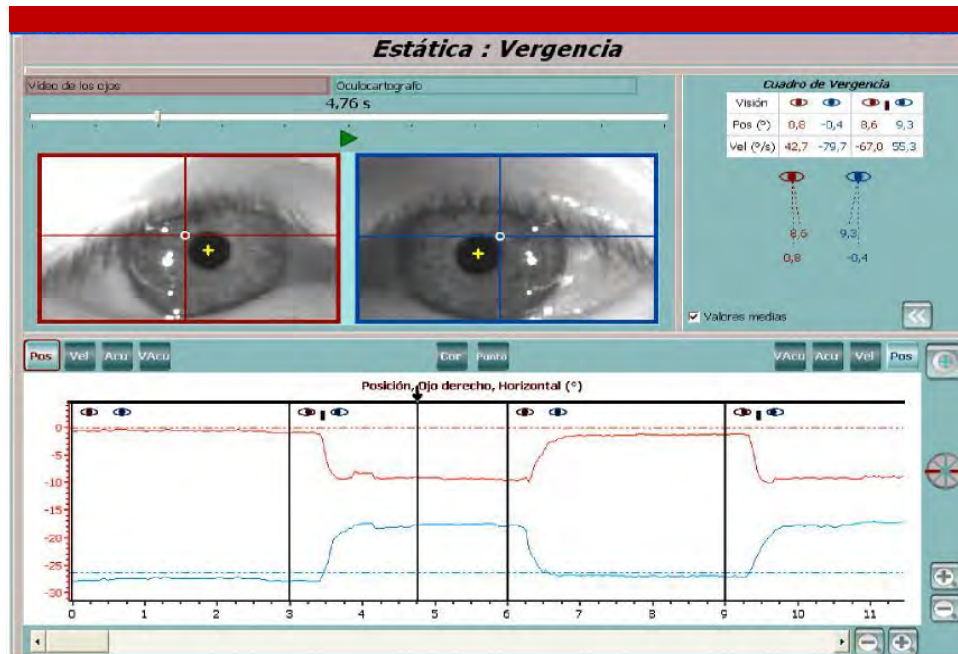 Estática : Vergencia
Vídeo de los ojos
Oculocartografo
4,76 s
Cuadro de Vergencia
Visión
Pos (º) 0,8 -0,4 8,6 9,3
Vel (º/s) 42,7 -79,7 -67,0 55,3
8,6 9,3
0,8 -0,4
Valores medias
Pos Vel Acu VAcu Cor Punto VAcu Acu Vel Pos
Posición, Ojo derecho, Horizontal (º)
0
-5
-10
-15
-20
-25
-30
0 1 2 3 4 5 6 7 8 9 10 11